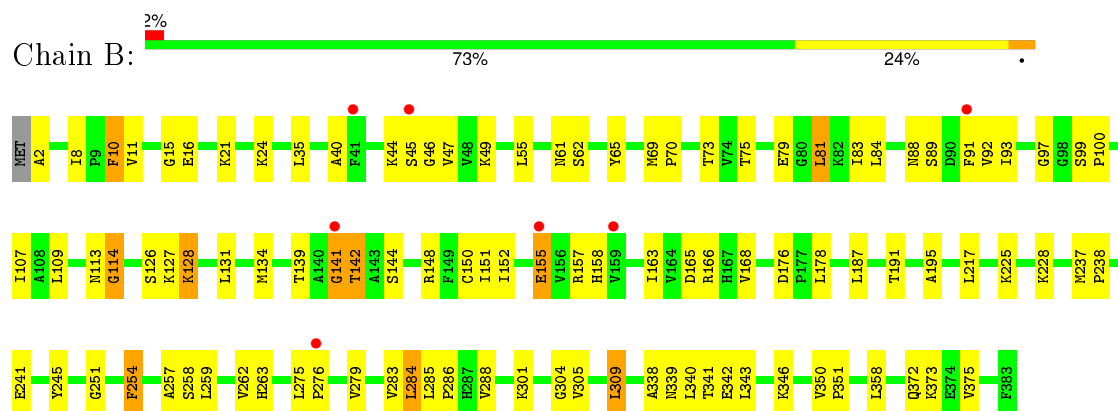 2%
Chain B:
73% 24% •
MET A2 I8 P9 F10 V11 G15 E16 K21 K24 L35 A40 F41 K44 S45 G46 V47 V48 K49 L55 N61 S62 Y65 M69 P70 T73 V74 T75 E79 G80 L81 K82 I83 L84 N88 S89 D90 F91 V92 I93 G97 G98 S99 P100
I107 A108 L109 N113 G114 S126 K127 K128 L131 M134 T139 A140 G141 T142 A143 S144 R148 F149 C150 I151 I152 E155 V156 R157 H158 V159 I163 V164 D165 R166 H167 V168 D176 P177 L178 L187 T191 A195 L217 K225 K228 M237 P238
E241 Y245 G251 F254 A257 S258 L259 V262 H263 L275 P276 V279 V283 L284 L285 P286 H287 V288 K301 G304 V305 L309 A338 N339 L340 T341 E342 L343 K346 V350 P351 L358 Q372 K373 E374 V375 F383